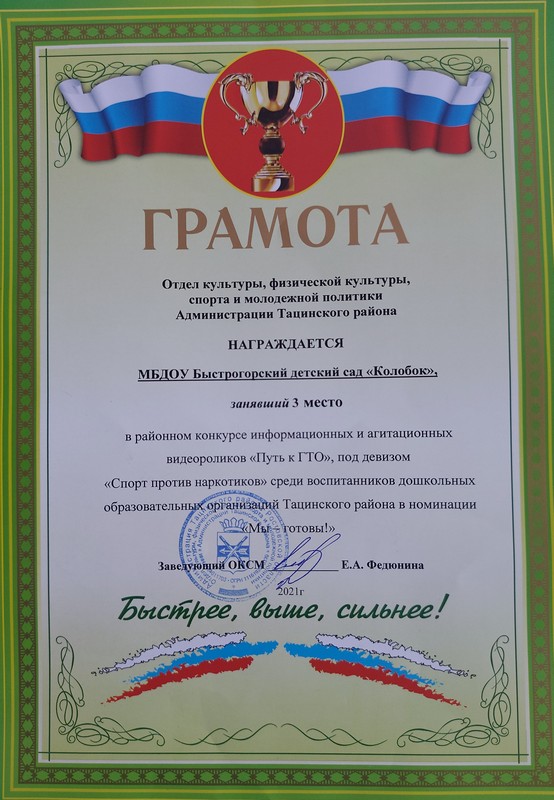 ГРАМОТА
Отдел культуры, физической культуры,
спорта и молодежной политики
Администрации Тацинского района
НАГРАЖДАЕТСЯ
МБДОУ Быстрогорский детский сад «Колобок»,
занявший 3 место
в районном конкурсе информационных и агитационных
видеороликов «Путь к ГТО», под девизом
«Спорт против наркотиков» среди воспитанников дошкольных
образовательных организаций Тацинского района в номинации
«Мы – готовы!»
Заведующий ОКСМ Е.А. Федюнина
2021г
Быстрее, выше, сильнее!